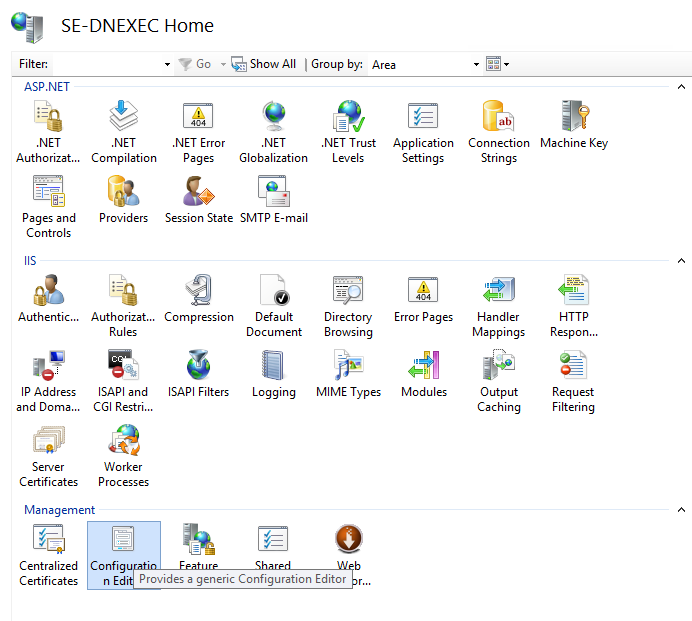 SE-DNEXEC Home
Filter: Go Show All Group by: Area
ASP.NET
.NET .NET .NET Error .NET .NET Trust Application Connection Machine Key
Authorizat... Compilation Pages Globalization Levels Settings Strings
Pages and Providers Session State SMTP E-mail
Controls
IIS
Authentic... Authorizat... Compression Default Directory Error Pages Handler HTTP
Rules Document Browsing Mappings Respon...
IP Address ISAPI and ISAPI Filters Logging MIME Types Modules Output Request
and Domai... CGI Restri... Caching Filtering
Server Worker
Certificates Processes
Management
Centralized Configuratio Feature Shared Web
Certificates n Edit Provides a generic Configuration Editor or...